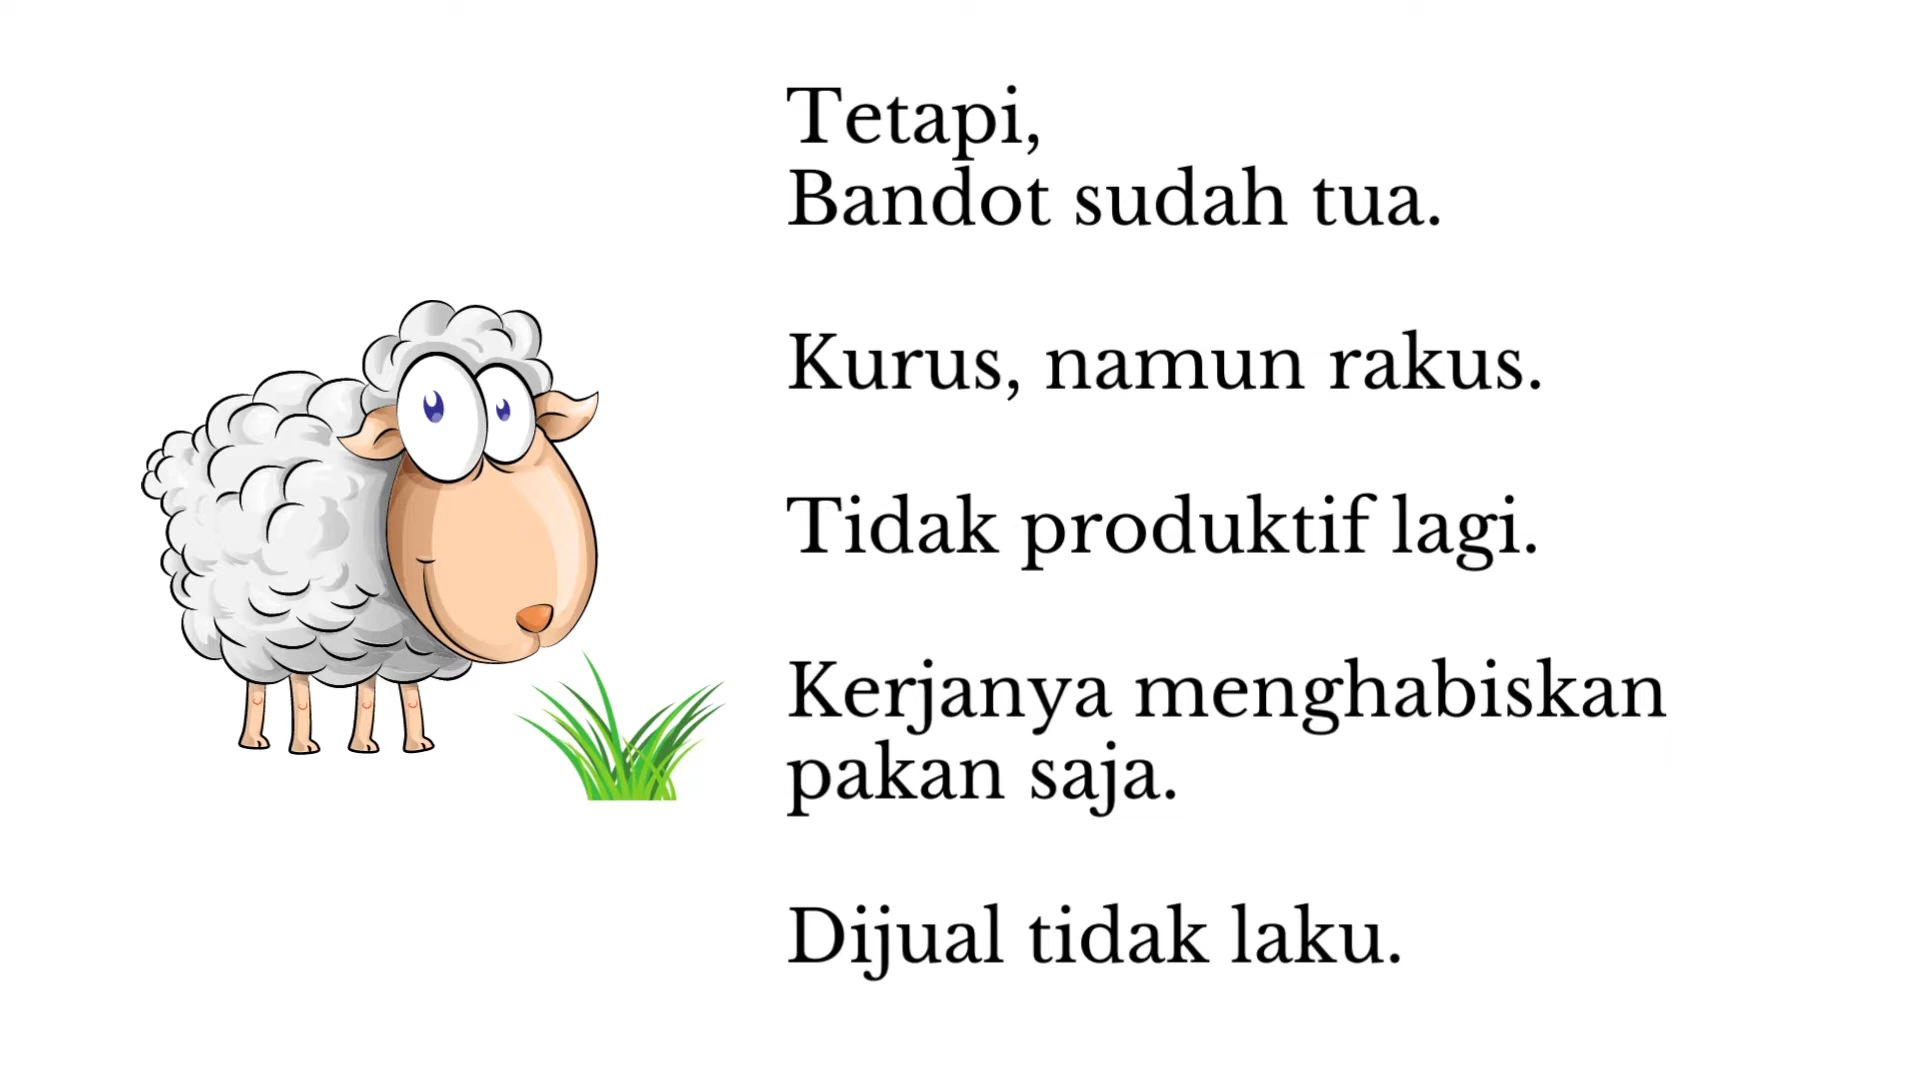 Tetapi,
Bandot sudah tua.
Kurus, namun rakus.
Tidak produktif lagi.
Kerjanya menghabiskan
pakan saja.
Dijual tidak laku.